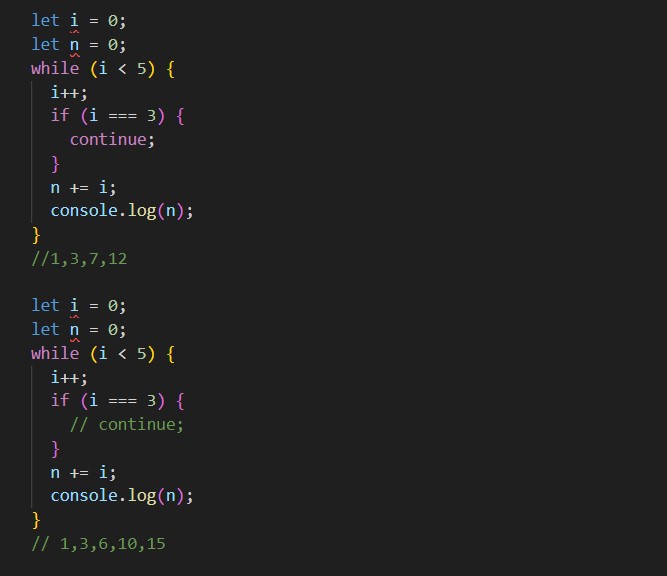 let i = 0;
let n = 0;
while (i < 5) {
  i++;
  if (i === 3) {
    continue;
  }
  n += i;
  console.log(n);
}
//1,3,7,12

let i = 0;
let n = 0;
while (i < 5) {
  i++;
  if (i === 3) {
    // continue;
  }
  n += i;
  console.log(n);
}
// 1,3,6,10,15